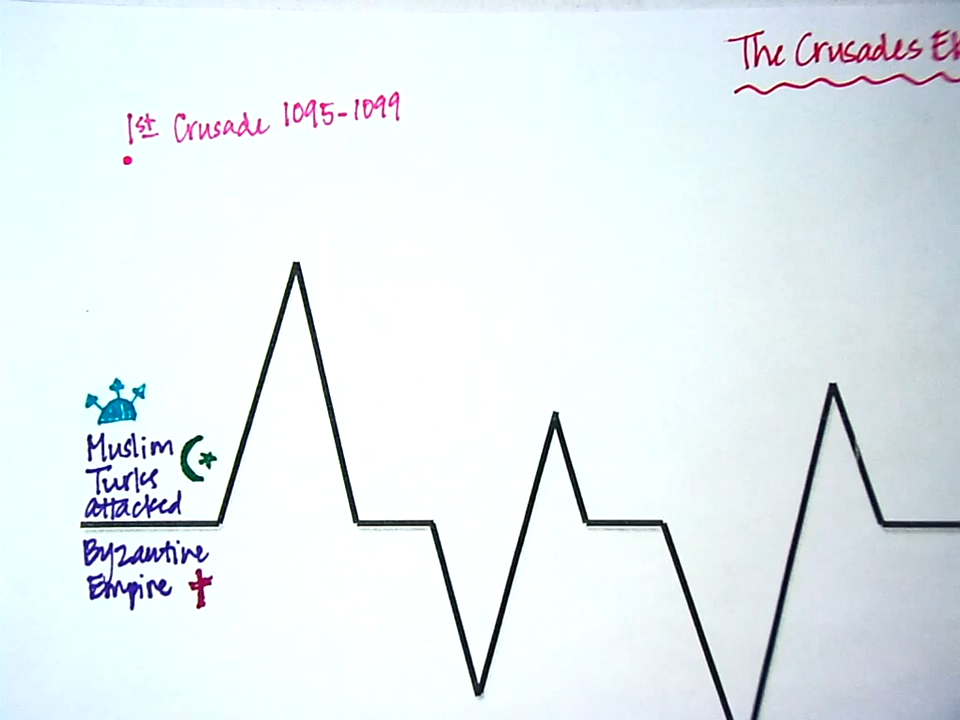 The Crusades
1st Crusade 1095-1099
Muslim
Turks
attacked
Byzantine
Empire